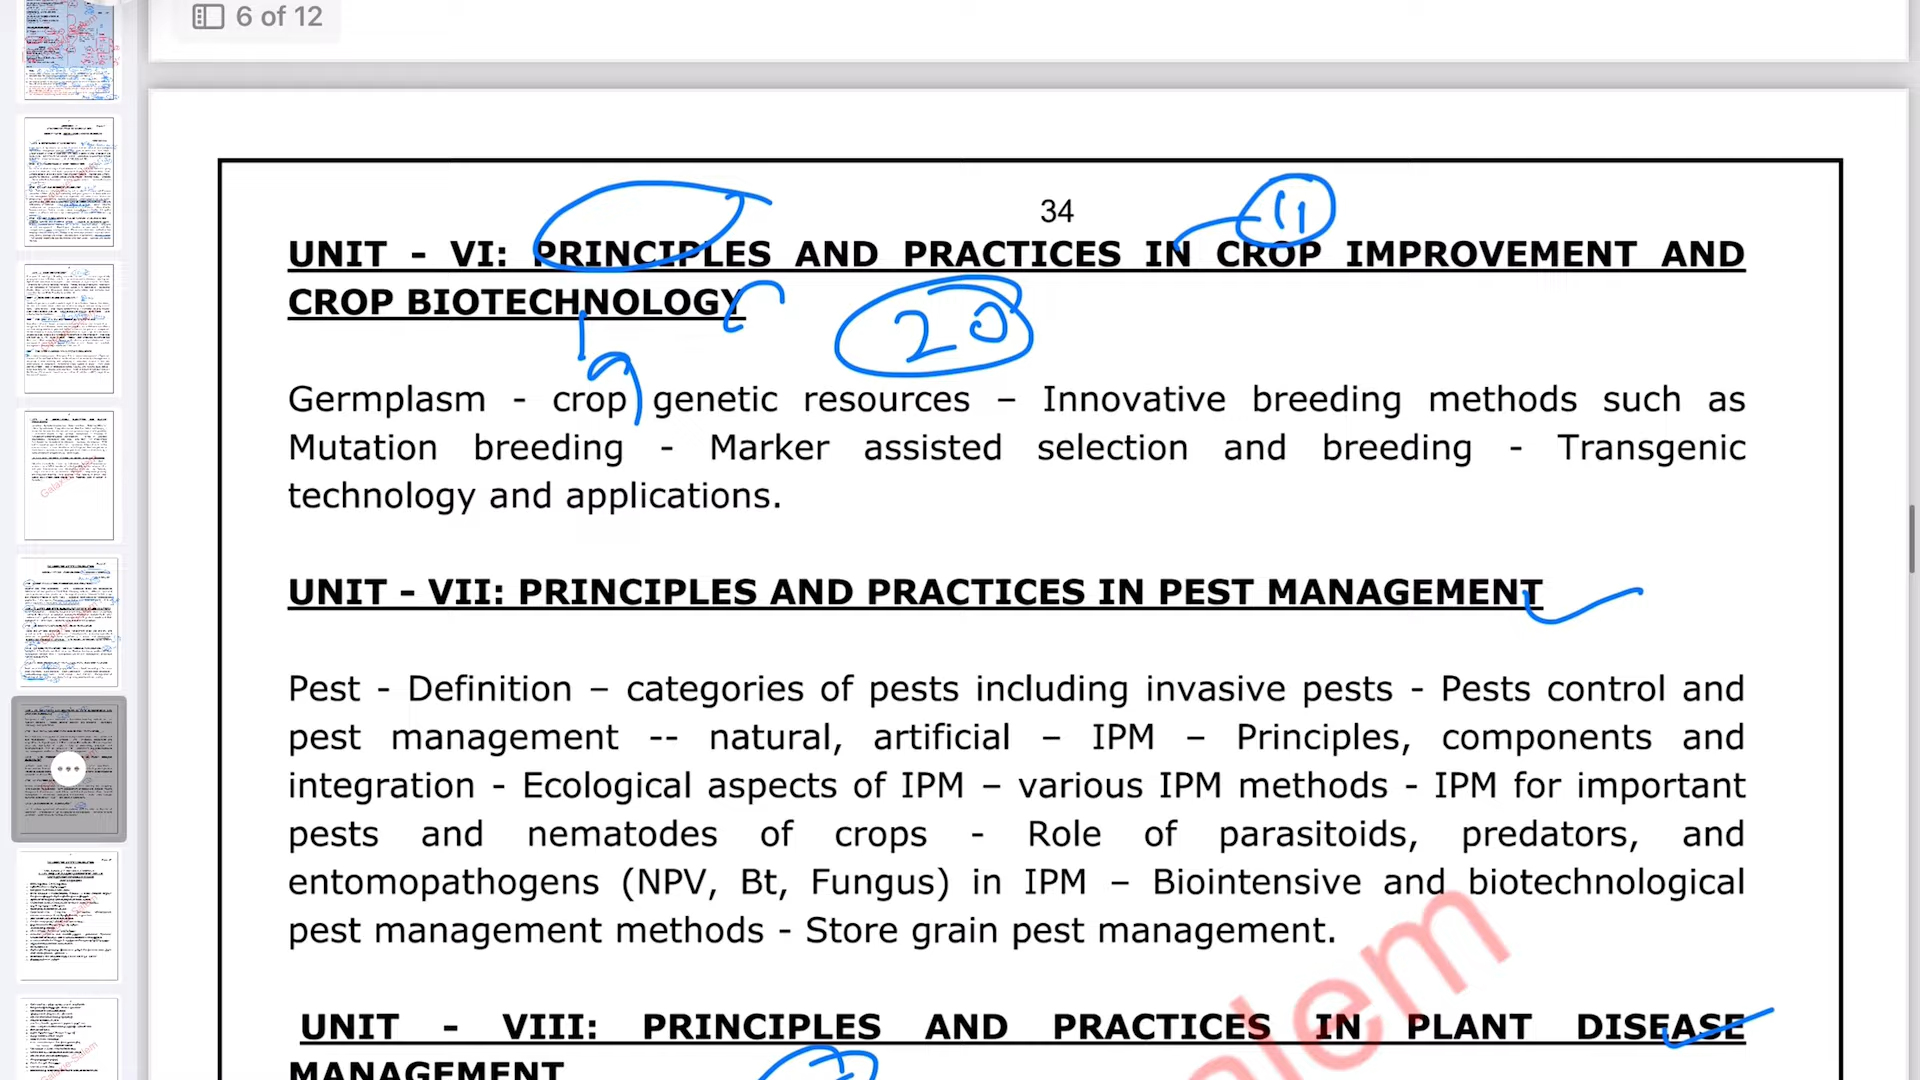 6 of 12
34
11
UNIT - VI: PRINCIPLES AND PRACTICES IN CROP IMPROVEMENT AND
CROP BIOTECHNOLOGY
20
Germplasm - crop genetic resources – Innovative breeding methods such as
Mutation breeding - Marker assisted selection and breeding - Transgenic
technology and applications.
UNIT - VII: PRINCIPLES AND PRACTICES IN PEST MANAGEMENT
Pest - Definition – categories of pests including invasive pests - Pests control and
pest management -- natural, artificial – IPM – Principles, components and
integration - Ecological aspects of IPM – various IPM methods - IPM for important
pests and nematodes of crops - Role of parasitoids, predators, and
entomopathogens (NPV, Bt, Fungus) in IPM – Biointensive and biotechnological
pest management methods - Store grain pest management.
UNIT - VIII: PRINCIPLES AND PRACTICES IN PLANT DISEASE
MANAGEMENT
alem